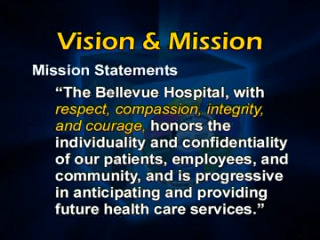 Vision & Mission
Mission Statements
“The Bellevue Hospital, with
respect, compassion, integrity,
and courage, honors the
individuality and confidentiality
of our patients, employees, and
community, and is progressive
in anticipating and providing
future health care services.”